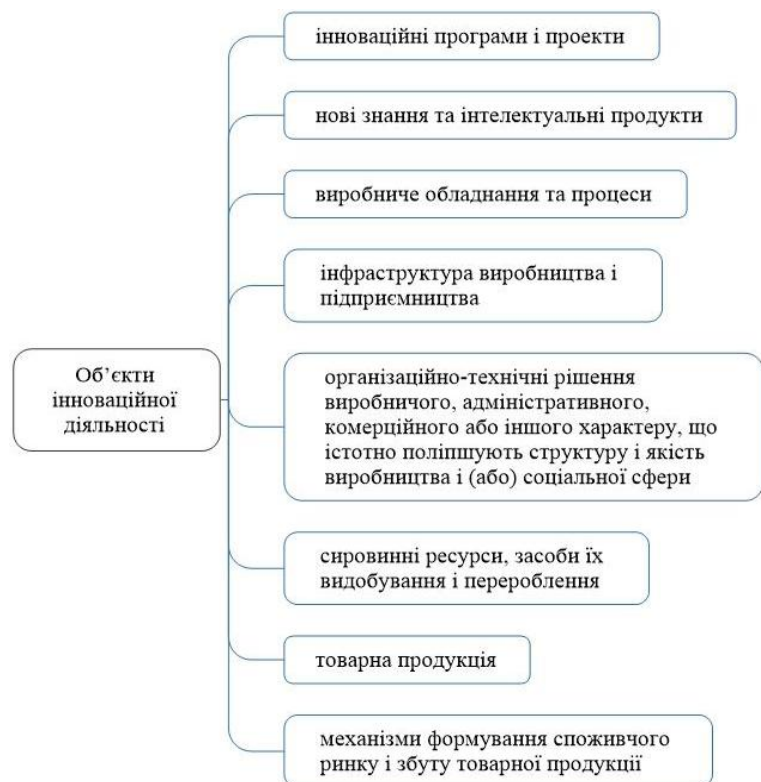 інноваційні програми і проекти
нові знання та інтелектуальні продукти
виробниче обладнання та процеси
інфраструктура виробництва і
підприємництва
Об’єкти
інноваційної
діяльності
організаційно-технічні рішення
виробничого, адміністративного,
комерційного або іншого характеру, що
істотно поліпшують структуру і якість
виробництва і (або) соціальної сфери
сировинні ресурси, засоби їх
видобування і перероблення
товарна продукція
механізми формування споживчого
ринку і збуту товарної продукції